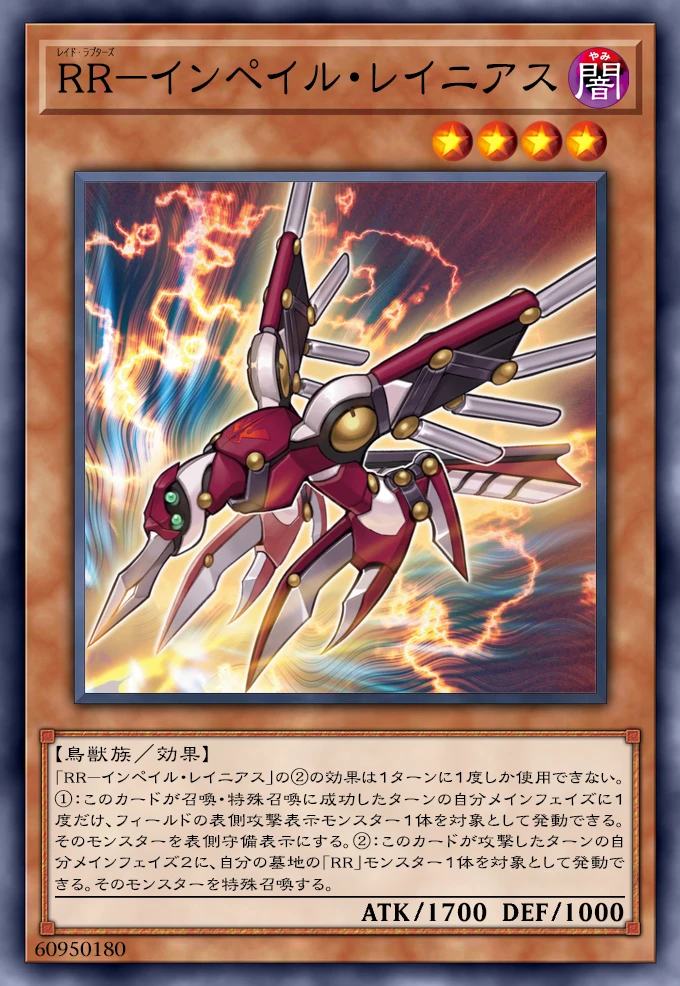 レイド・ラプターズ
RR－インペイル・レイニアス
やみ
闇
【鳥獣族／効果】
「RR－インペイル・レイニアス」の②の効果は1ターンに1度しか使用できない。
①：このカードが召喚・特殊召喚に成功したターンの自分メインフェイズに1
度だけ、フィールドの表側攻撃表示モンスター1体を対象として発動できる。
そのモンスターを表側守備表示にする。②：このカードが攻撃したターンの自
分メインフェイズ2に、自分の墓地の「RR」モンスター1体を対象として発動で
きる。そのモンスターを特殊召喚する。
ATK/1700 DEF/1000
60950180